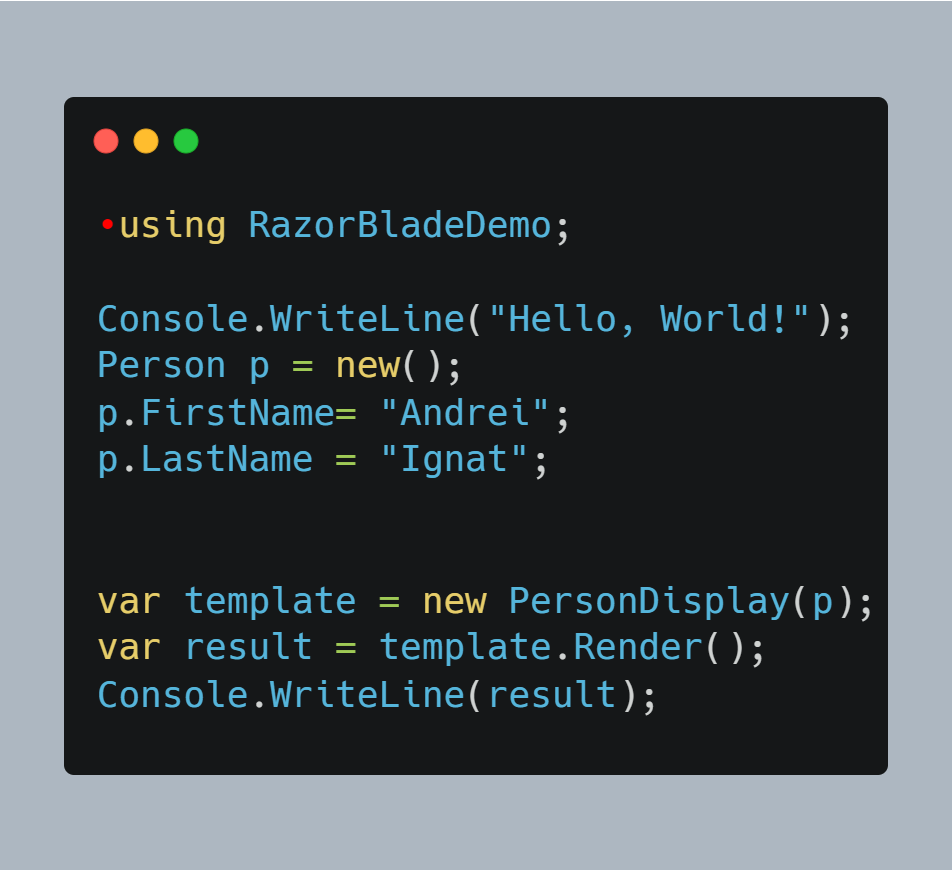 •using RazorBladeDemo;
Console.WriteLine("Hello, World!");
Person p = new();
p.FirstName= "Andrei";
p.LastName = "Ignat";
var template = new PersonDisplay(p);
var result = template.Render();
Console.WriteLine(result);